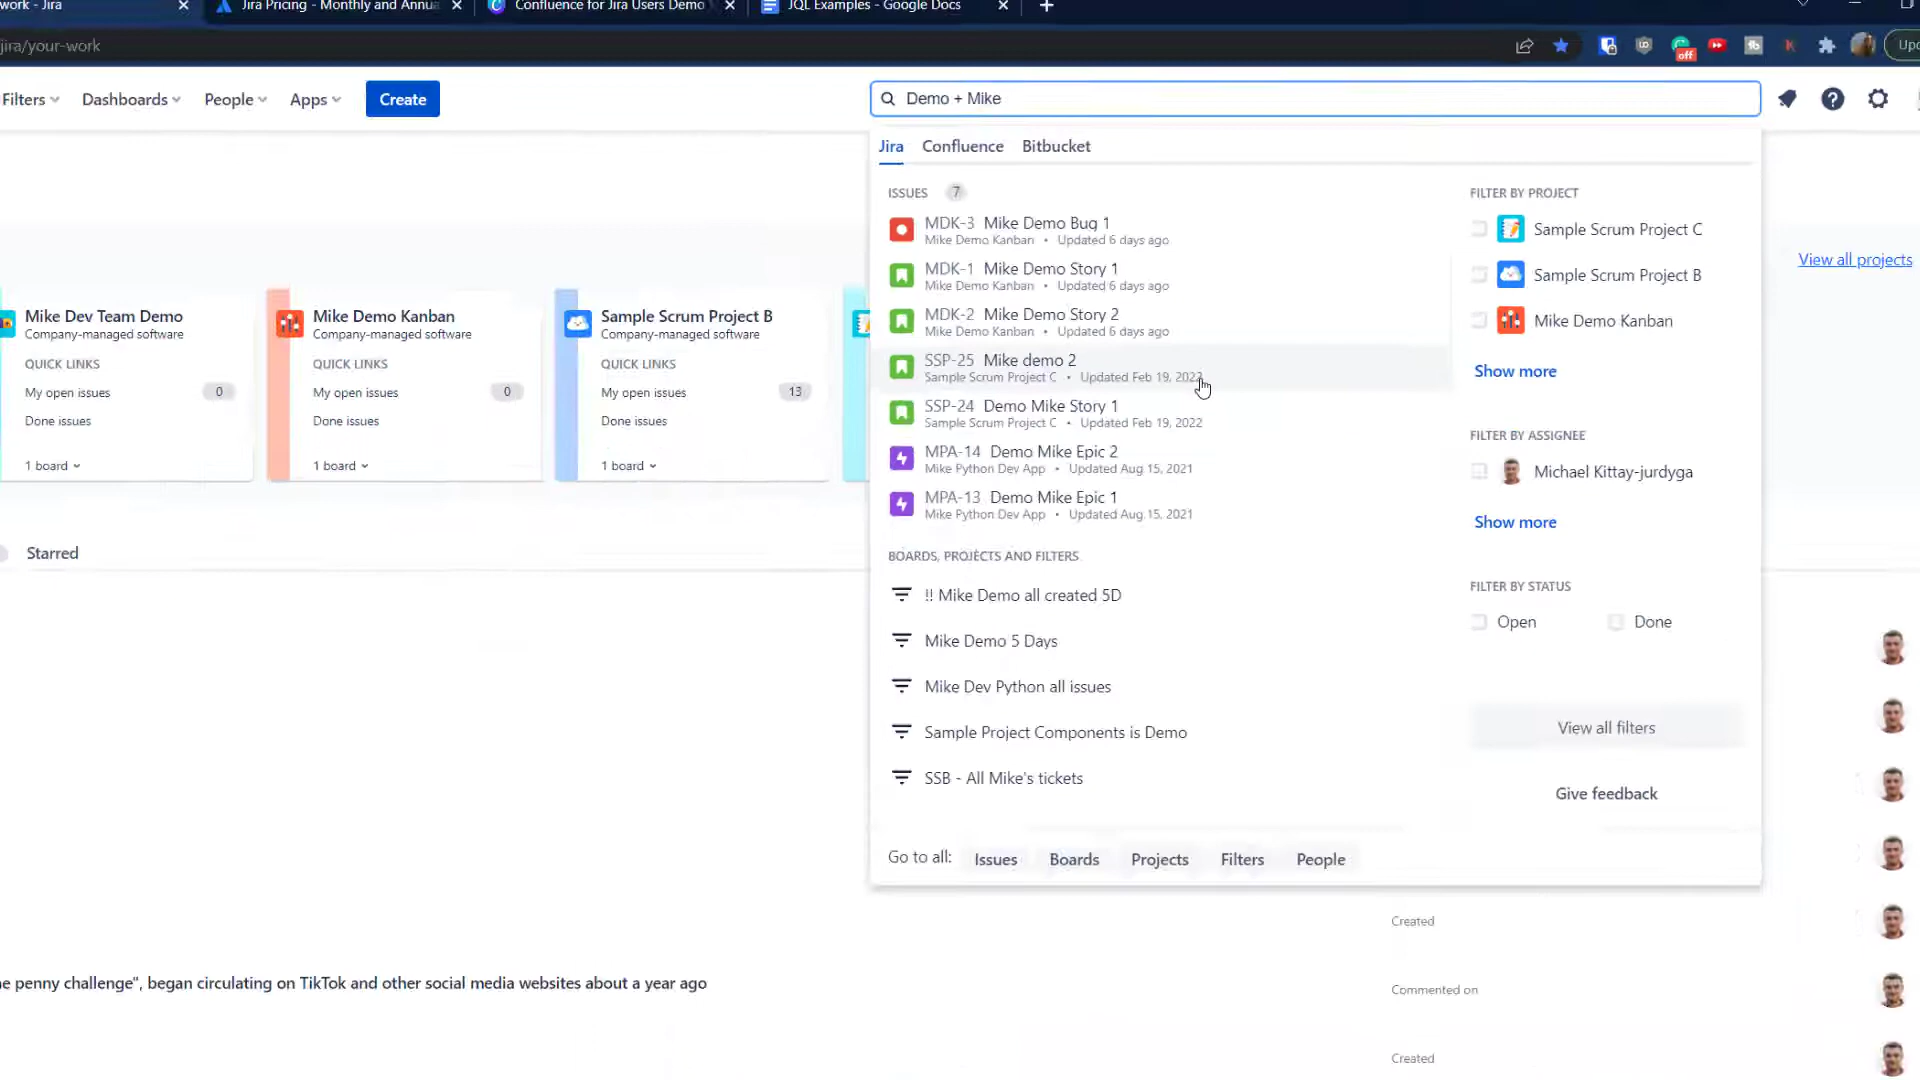 work - Jira
Jira Pricing - Monthly and Annua
Confluence for Jira Users Demo
JQL Examples - Google Docs
jira/your-work
off
Upd
Filters
Dashboards
People
Apps
Create
Demo + Mike
Jira
Confluence
Bitbucket
ISSUES 7
MDK-3 Mike Demo Bug 1
Mike Demo Kanban • Updated 6 days ago
MDK-1 Mike Demo Story 1
Mike Demo Kanban • Updated 6 days ago
MDK-2 Mike Demo Story 2
Mike Demo Kanban • Updated 6 days ago
SSP-25 Mike demo 2
Sample Scrum Project C • Updated Feb 19, 2022
SSP-24 Demo Mike Story 1
Sample Scrum Project C • Updated Feb 19, 2022
MPA-14 Demo Mike Epic 2
Mike Python Dev App • Updated Aug 15, 2021
MPA-13 Demo Mike Epic 1
Mike Python Dev App • Updated Aug 15, 2021
BOARDS, PROJECTS AND FILTERS
!! Mike Demo all created 5D
Mike Demo 5 Days
Mike Dev Python all issues
Sample Project Components is Demo
SSB - All Mike's tickets
Go to all:
Issues
Boards
Projects
Filters
People
FILTER BY PROJECT
Sample Scrum Project C
Sample Scrum Project B
Mike Demo Kanban
Show more
FILTER BY ASSIGNEE
Michael Kittay-jurdyga
Show more
FILTER BY STATUS
Open
Done
View all filters
Give feedback
View all projects
Mike Dev Team Demo
Company-managed software
QUICK LINKS
My open issues 0
Done issues
1 board
Mike Demo Kanban
Company-managed software
QUICK LINKS
My open issues 0
Done issues
1 board
Sample Scrum Project B
Company-managed software
QUICK LINKS
My open issues 13
Done issues
1 board
Starred
Created
e penny challenge", began circulating on TikTok and other social media websites about a year ago
Commented on
Created